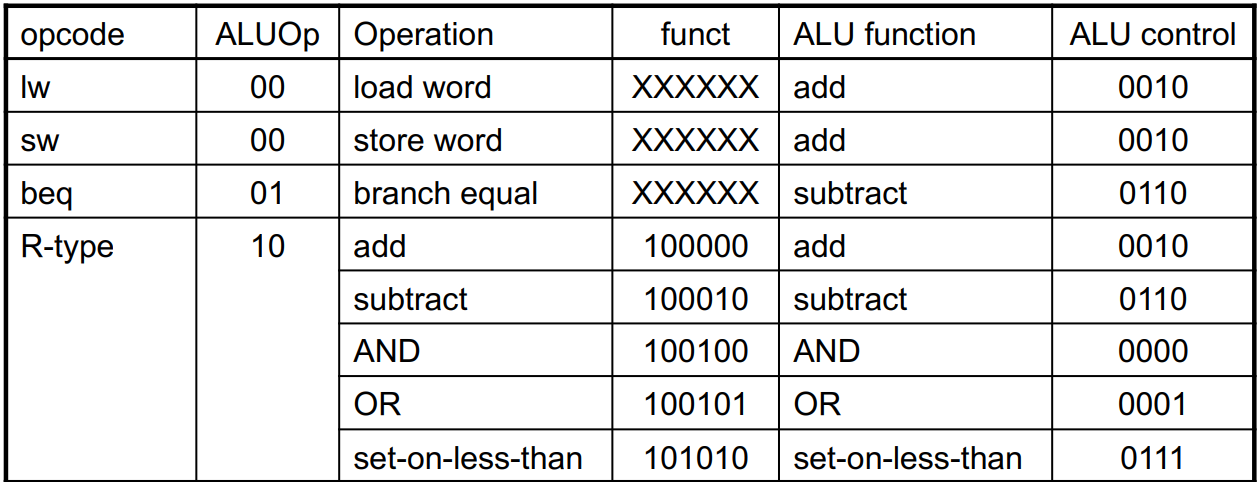 opcode ALUOp Operation funct ALU function ALU control
lw 00 load word XXXXXX add 0010
sw 00 store word XXXXXX add 0010
beq 01 branch equal XXXXXX subtract 0110
R-type 10 add 100000 add 0010
subtract 100010 subtract 0110
AND 100100 AND 0000
OR 100101 OR 0001
set-on-less-than 101010 set-on-less-than 0111